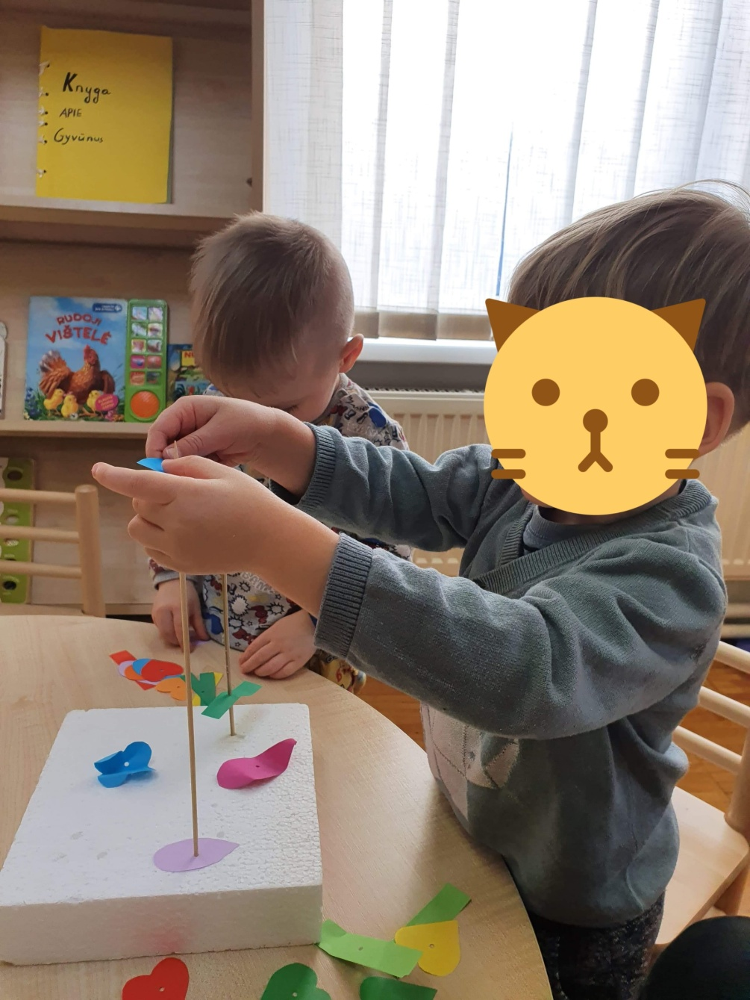 Knyga
APIE
Gyvūnus
RUDOJI
VIŠTELĖ